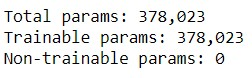 Total params: 378,023
Trainable params: 378,023
Non-trainable params: 0